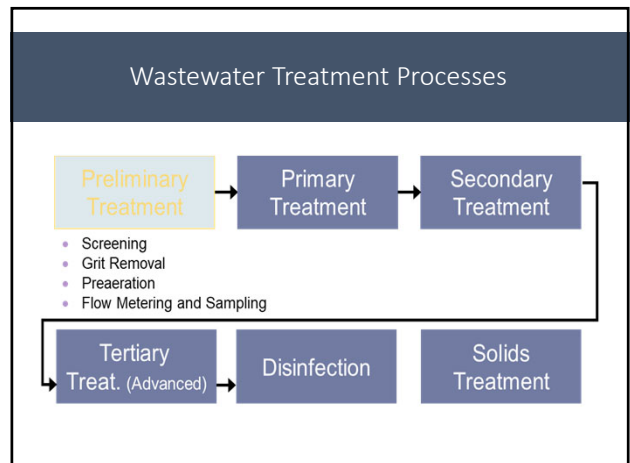 Wastewater Treatment Processes
Preliminary
Treatment
Primary
Treatment
Secondary
Treatment
Screening
Grit Removal
Preaeration
Flow Metering and Sampling
Tertiary
Treat. (Advanced)
Disinfection
Solids
Treatment